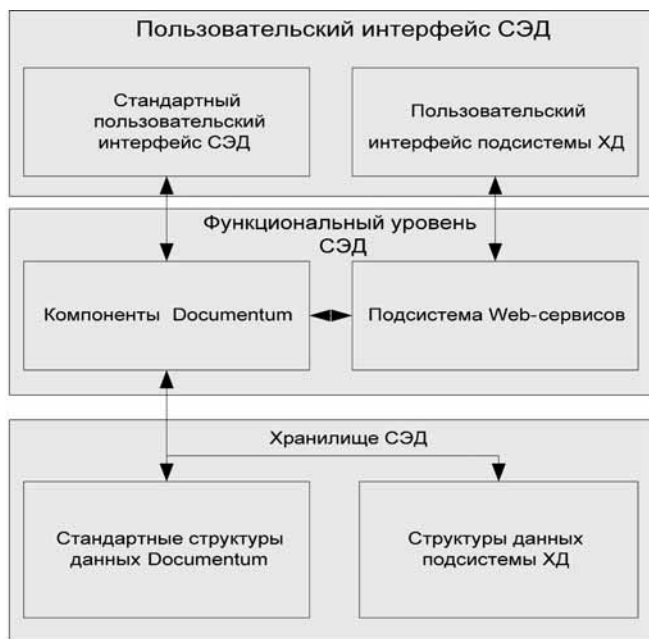 Пользовательский интерфейс СЭД
Стандартный
пользовательский
интерфейс СЭД
Пользовательский
интерфейс подсистемы ХД
Функциональный уровень
СЭД
Компоненты Documentum
Подсистема Web-сервисов
Хранилище СЭД
Стандартные структуры
данных Documentum
Структуры данных
подсистемы ХД